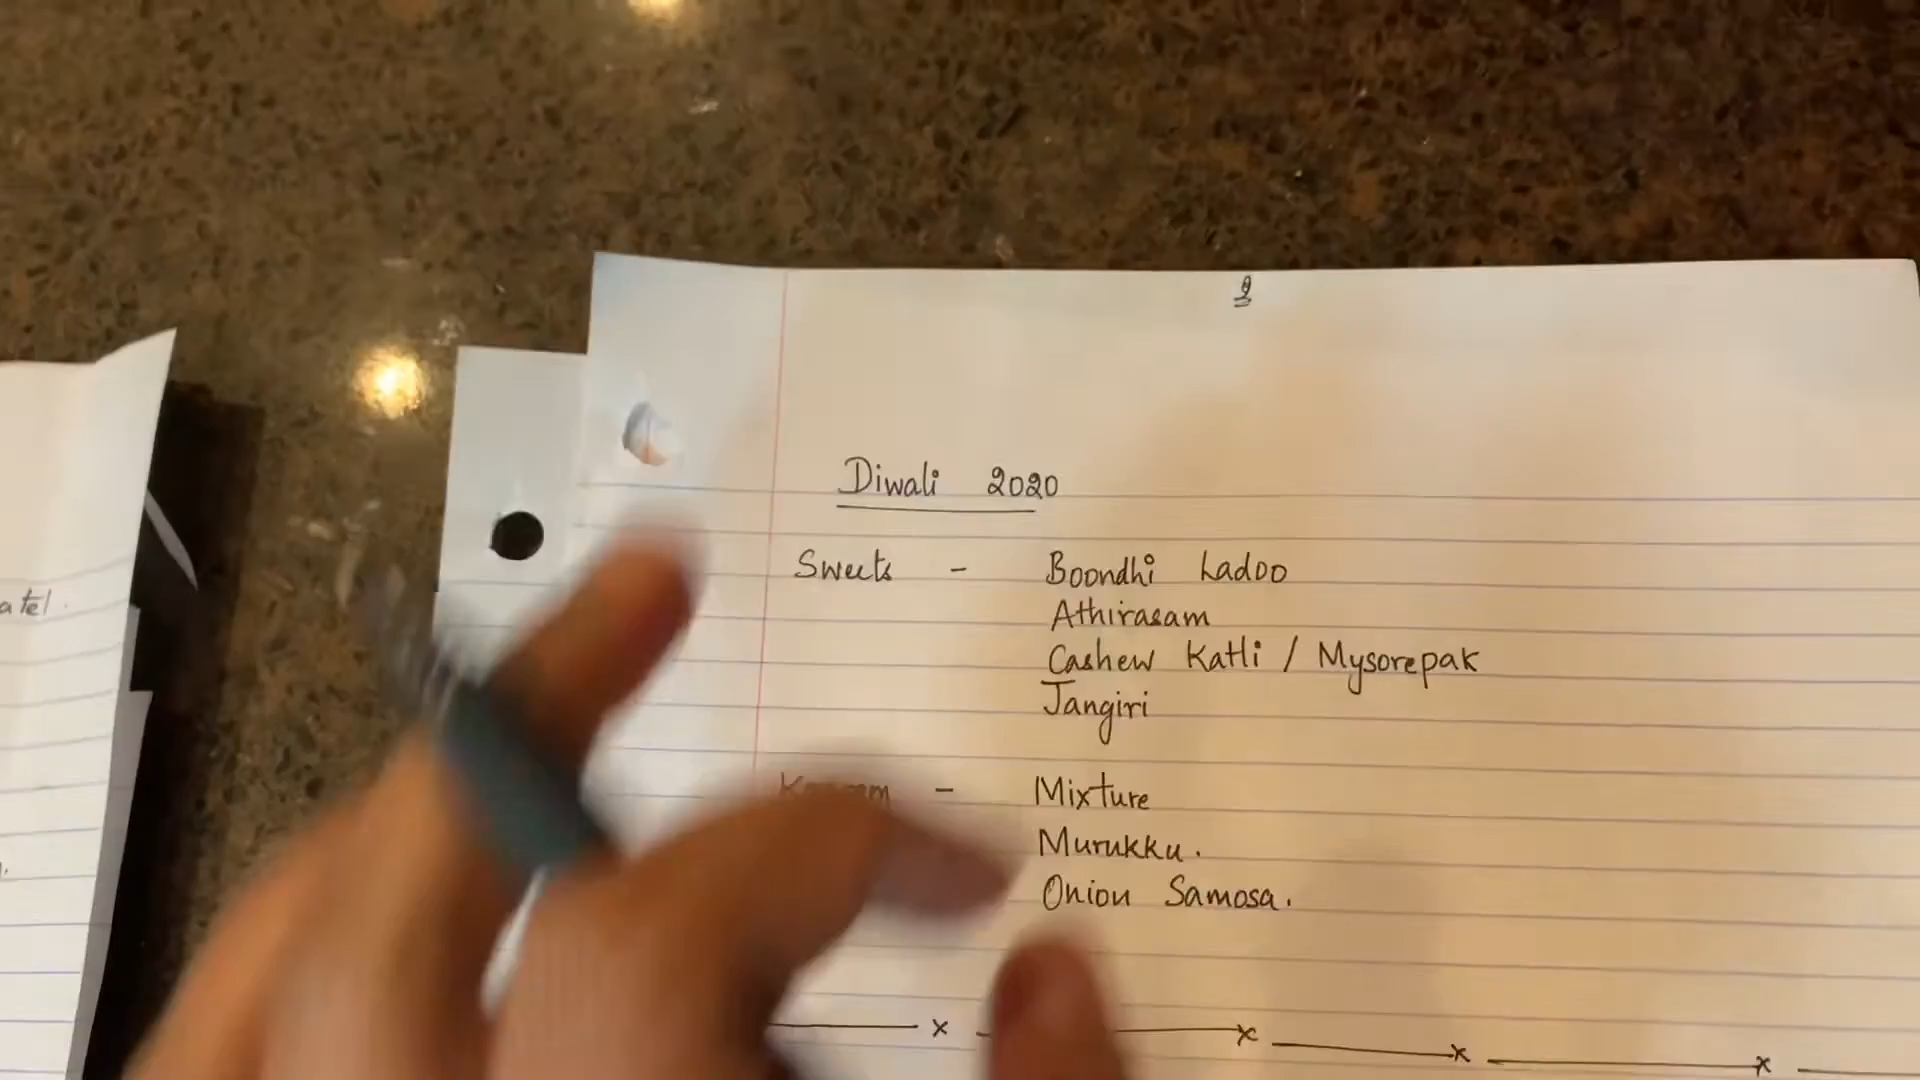 Diwali 2020
Sweets - Boondhi Ladoo
Athirasam
Cashew Katli / Mysorepak
Jangiri
- Mixture
Murukku.
Onion Samosa.